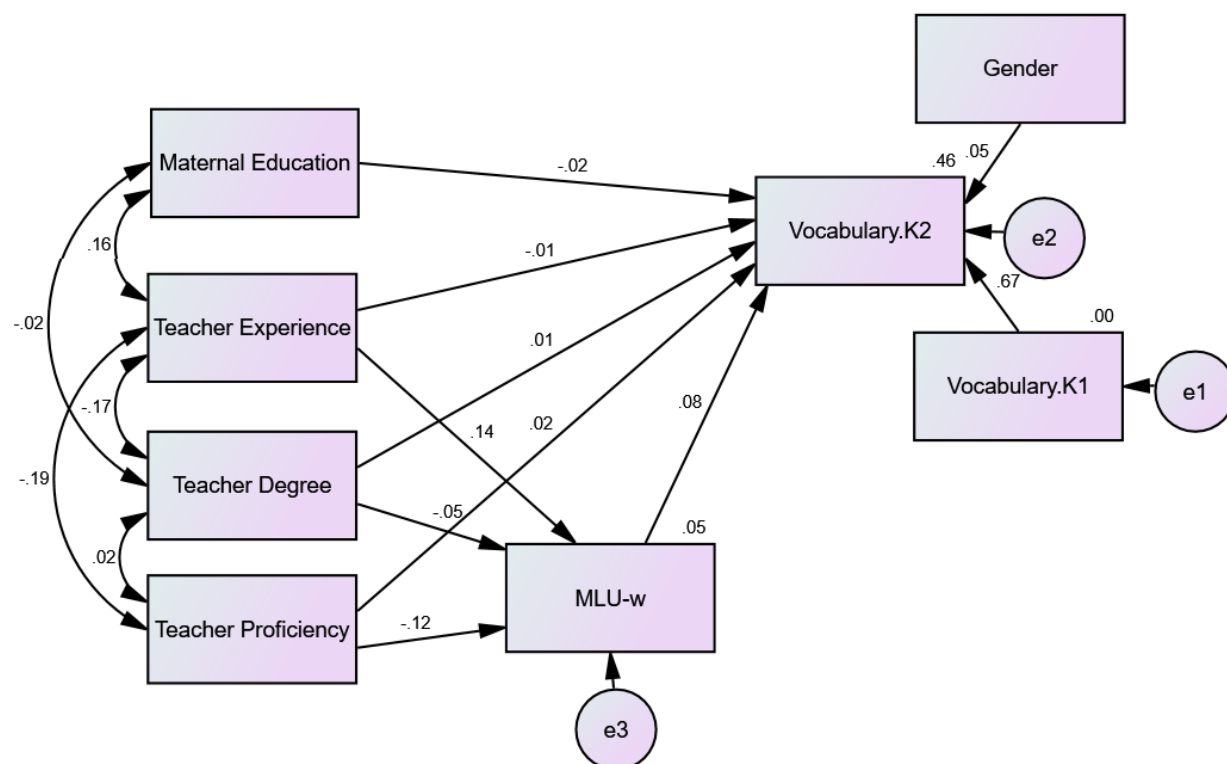 Gender
.46
.05
Maternal Education
-.02
Vocabulary.K2
e2
.16
-.01
.67
.00
Teacher Experience
-.02
.01
Vocabulary.K1
e1
-.17
.14
.02
.08
-.19
Teacher Degree
-.05
.05
.02
MLU-w
Teacher Proficiency
-.12
e3